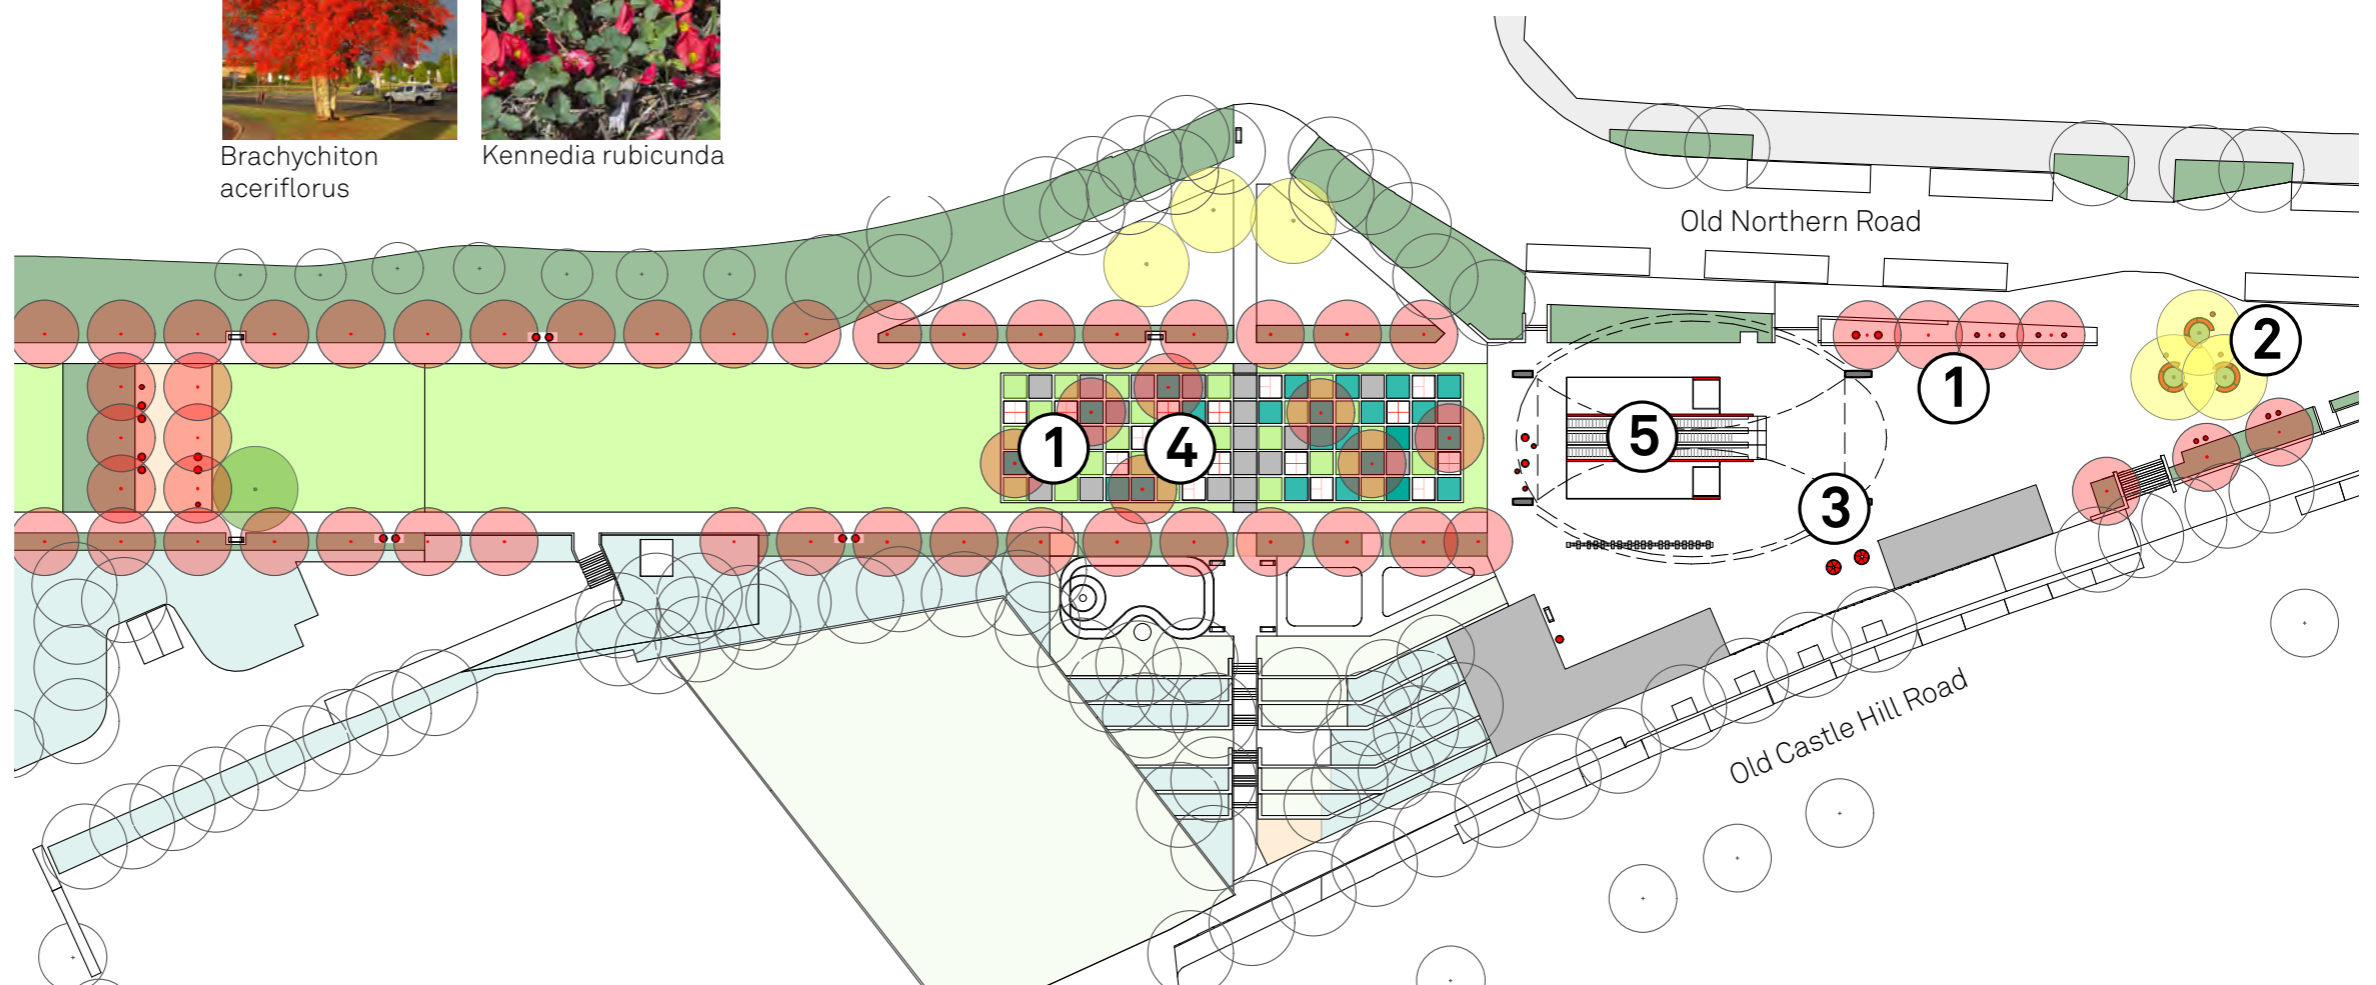 Brachychiton
aceriflorus
Kennedia rubicunda
Old Northern Road
2
1
1
4
5
3
Old Castle Hill Road